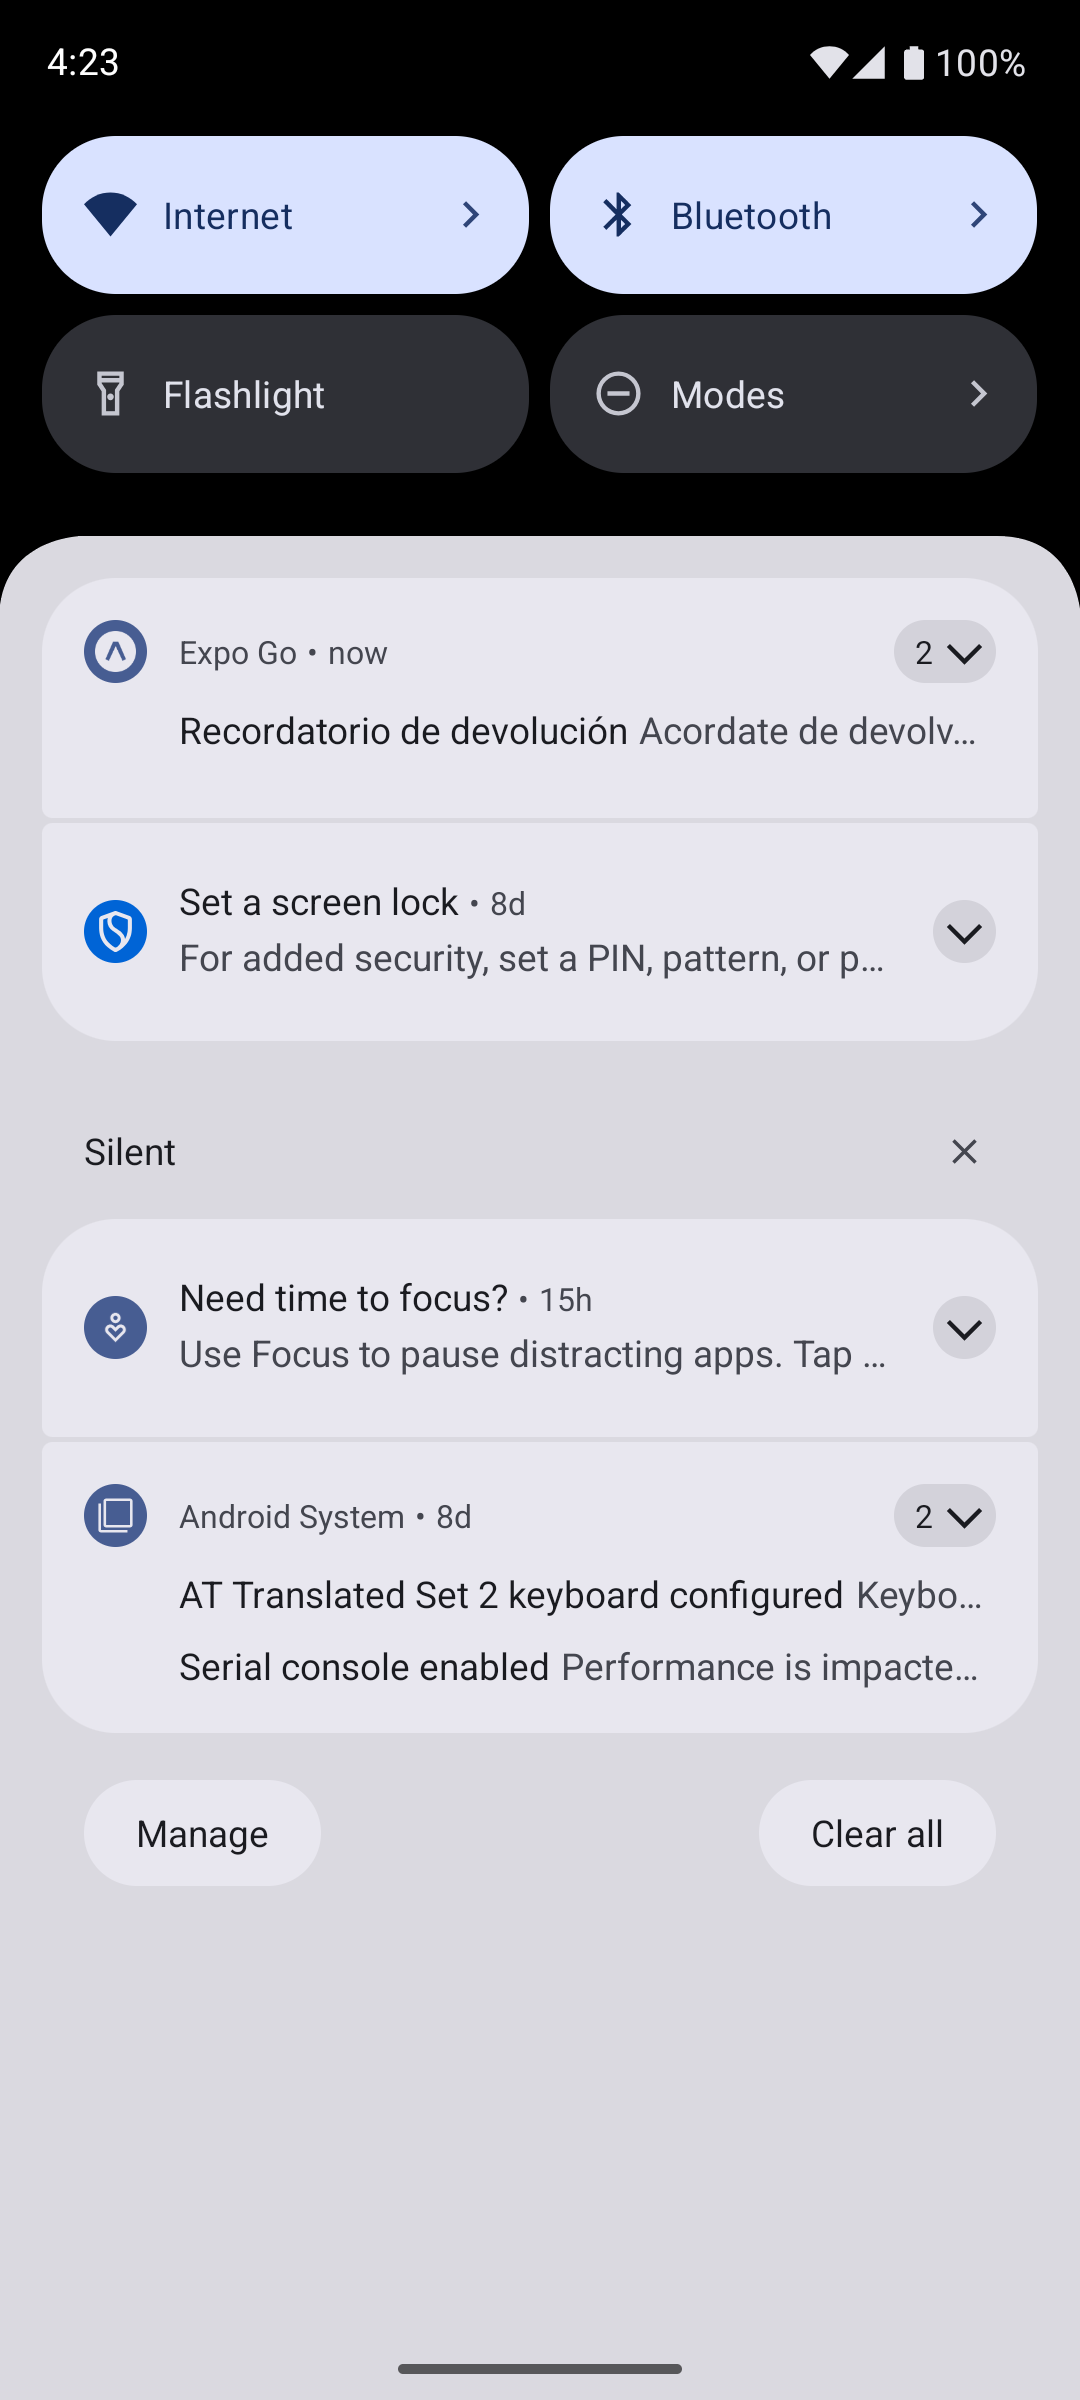 4:23 100%
Internet
Bluetooth
Flashlight
Modes
Expo Go • now 2
Recordatorio de devolución Acordate de devolv…
Set a screen lock • 8d
For added security, set a PIN, pattern, or p…
Silent
Need time to focus? • 15h
Use Focus to pause distracting apps. Tap …
Android System • 8d 2
AT Translated Set 2 keyboard configured Keybo…
Serial console enabled Performance is impacte…
Manage
Clear all